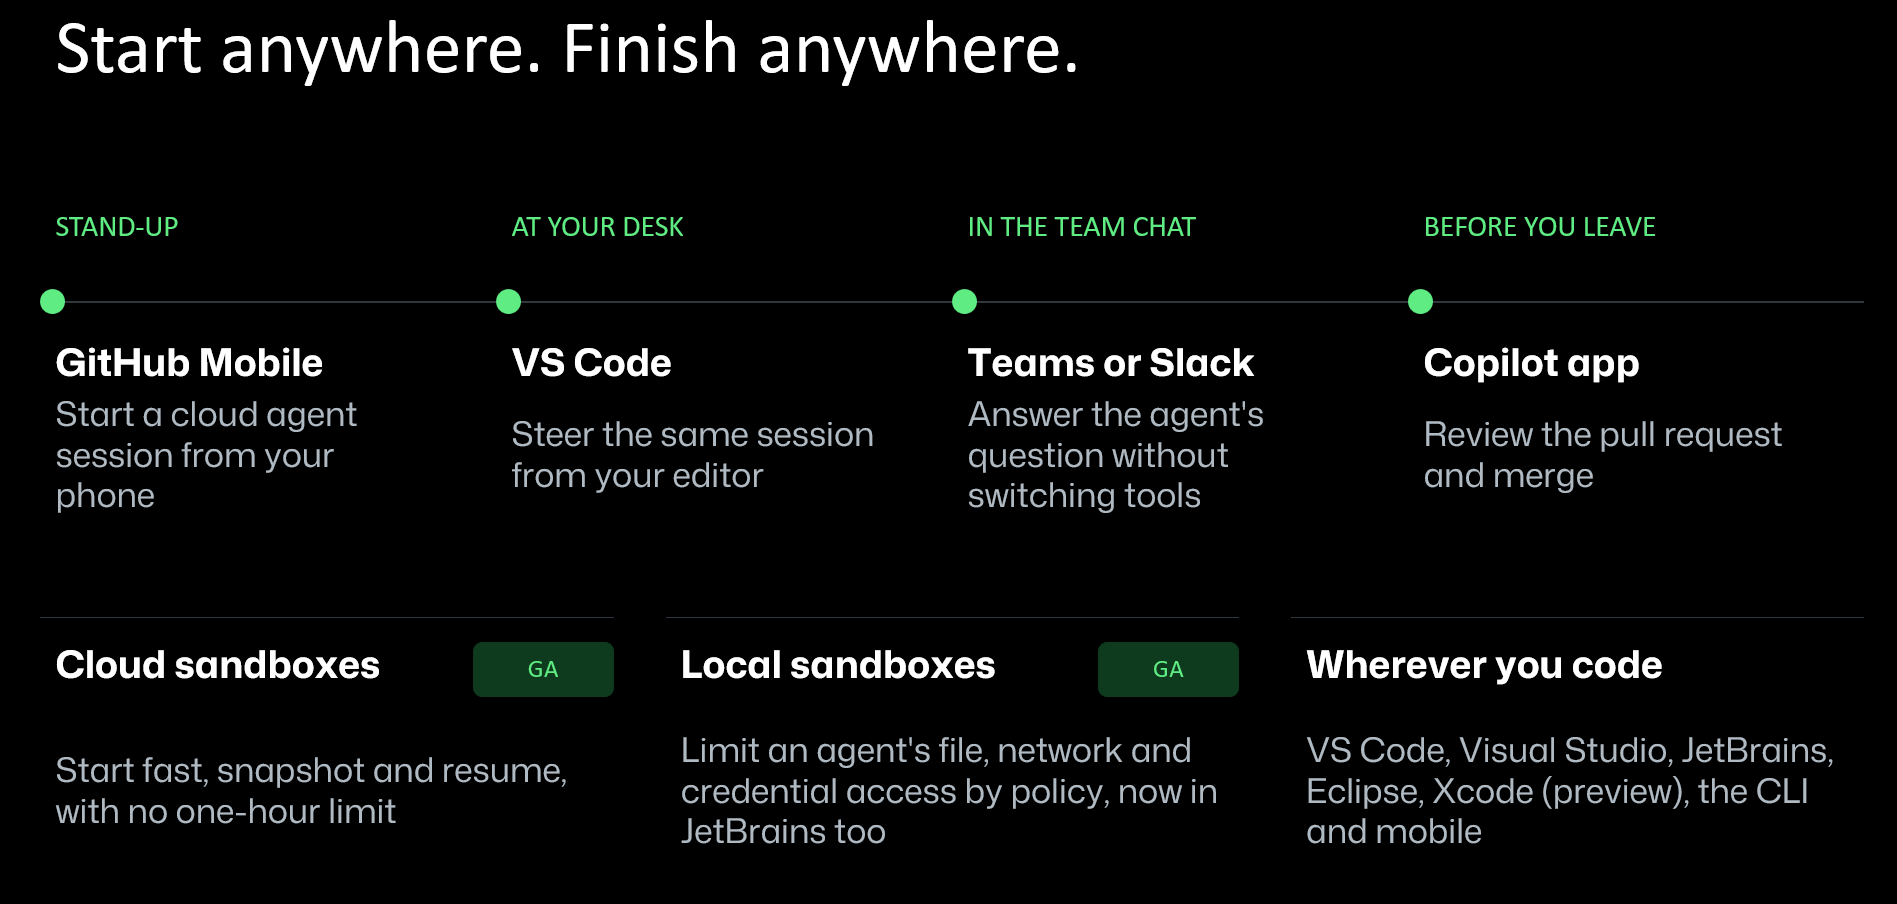 Start anywhere. Finish anywhere.
STAND-UP
AT YOUR DESK
IN THE TEAM CHAT
BEFORE YOU LEAVE
GitHub Mobile
Start a cloud agent
session from your
phone
VS Code
Steer the same session
from your editor
Teams or Slack
Answer the agent's
question without
switching tools
Copilot app
Review the pull request
and merge
Cloud sandboxes
GA
Start fast, snapshot and resume,
with no one-hour limit
Local sandboxes
GA
Limit an agent's file, network and
credential access by policy, now in
JetBrains too
Wherever you code
VS Code, Visual Studio, JetBrains,
Eclipse, Xcode (preview), the CLI
and mobile